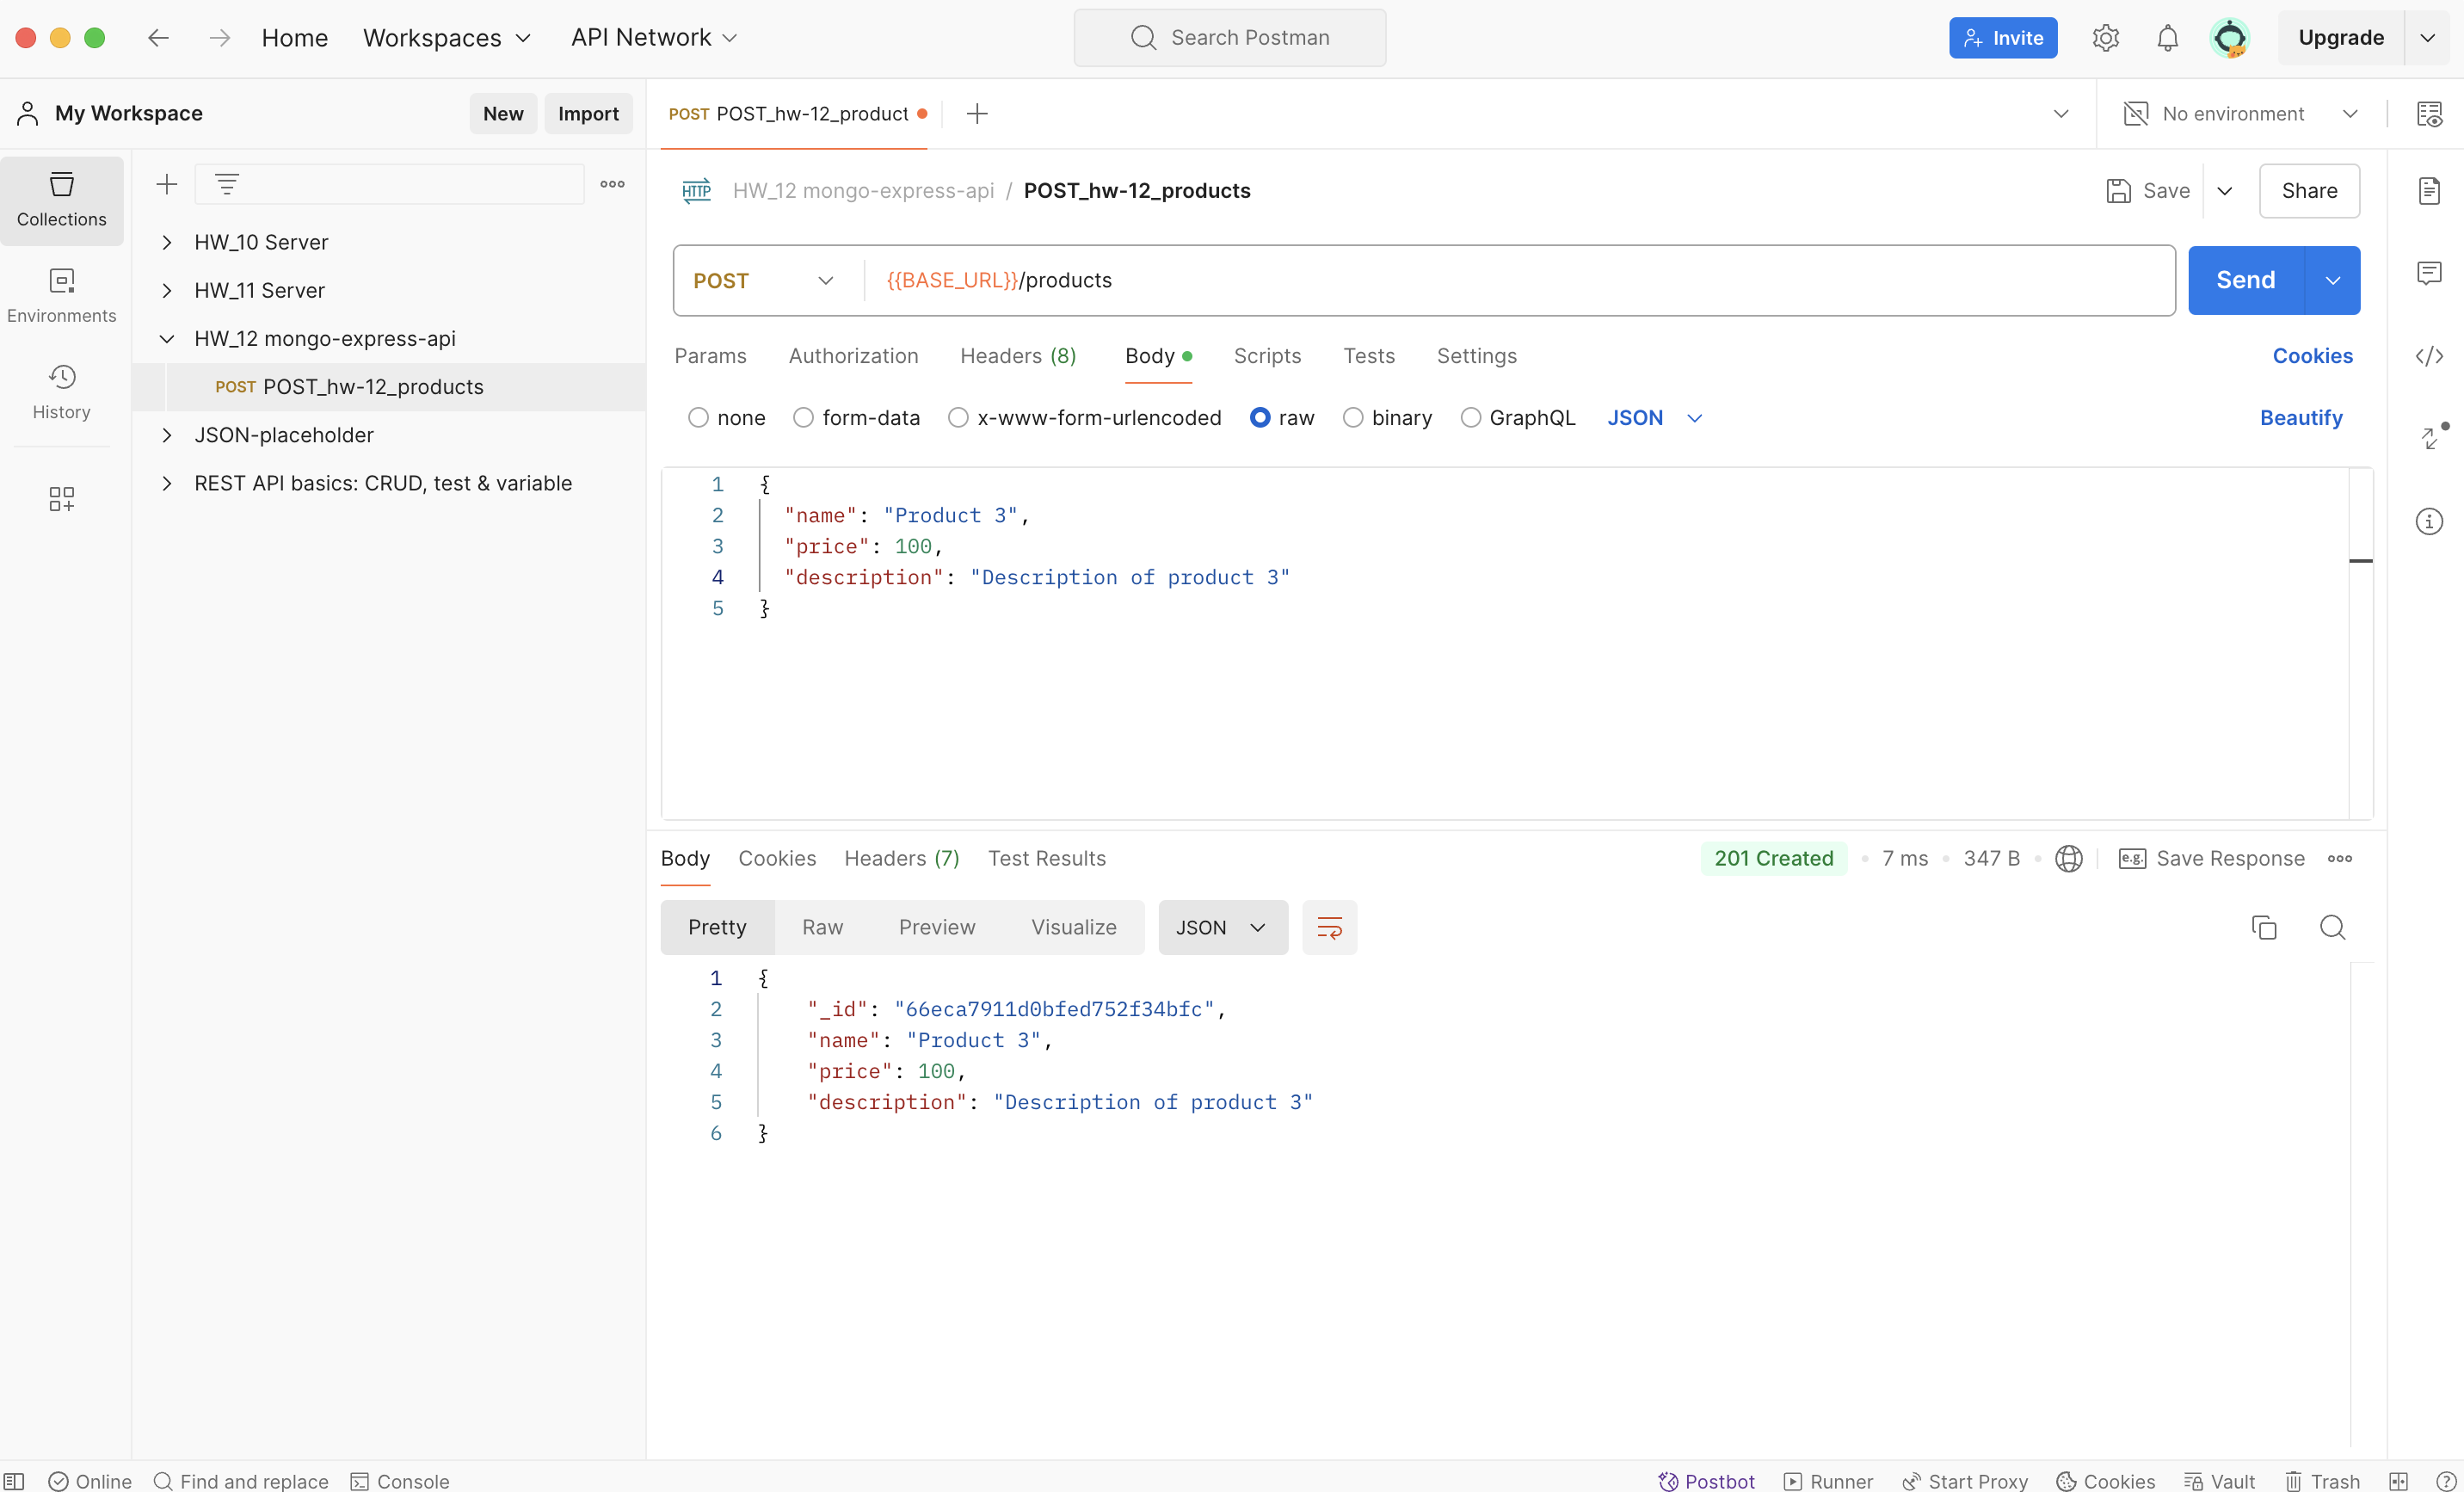 Home Workspaces API Network Search Postman Invite Upgrade
My Workspace New Import POST POST_hw-12_product No environment
Collections
Environments
History
HW_10 Server
HW_11 Server
HW_12 mongo-express-api
POST POST_hw-12_products
JSON-placeholder
REST API basics: CRUD, test & variable
HTTP HW_12 mongo-express-api / POST_hw-12_products Save Share
POST {{BASE_URL}}/products Send
Params Authorization Headers (8) Body Scripts Tests Settings Cookies
none form-data x-www-form-urlencoded raw binary GraphQL JSON Beautify
1 {
2 "name": "Product 3",
3 "price": 100,
4 "description": "Description of product 3"
5 }
Body Cookies Headers (7) Test Results 201 Created 7 ms 347 B e.g. Save Response
Pretty Raw Preview Visualize JSON
1 {
2 "_id": "66eca7911d0bfed752f34bfc",
3 "name": "Product 3",
4 "price": 100,
5 "description": "Description of product 3"
6 }
Online Find and replace Console Postbot Runner Start Proxy Cookies Vault Trash